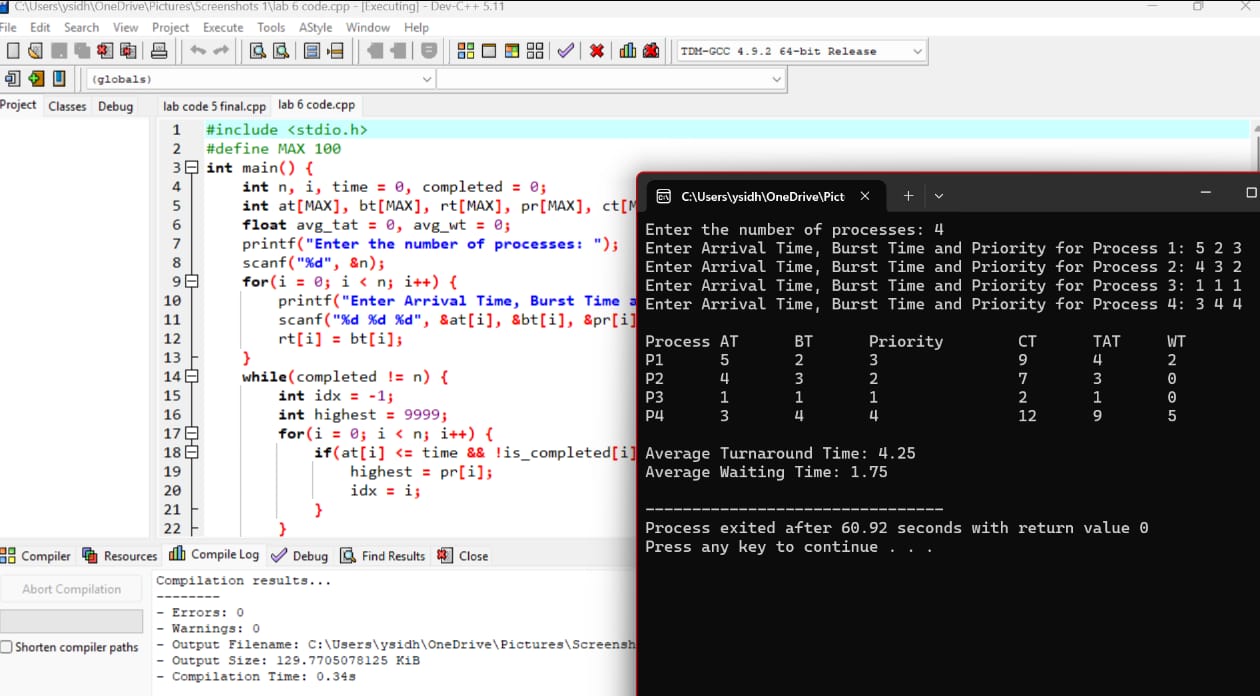 C:\Users\ysidh\OneDrive\Pictures\Screenshots 1\lab 6 code.cpp - [Executing] - Dev-C++ 5.11
File Edit Search View Project Execute Tools AStyle Window Help
TDM-GCC 4.9.2 64-bit Release
(globals)
Project Classes Debug
lab code 5 final.cpp lab 6 code.cpp
1 #include <stdio.h>
2 #define MAX 100
3 int main() {
4 int n, i, time = 0, completed = 0;
5 int at[MAX], bt[MAX], rt[MAX], pr[MAX], ct[M
6 float avg_tat = 0, avg_wt = 0;
7 printf("Enter the number of processes: ");
8 scanf("%d", &n);
9 for(i = 0; i < n; i++) {
10 printf("Enter Arrival Time, Burst Time a
11 scanf("%d %d %d", &at[i], &bt[i], &pr[i]
12 rt[i] = bt[i];
13 }
14 while(completed != n) {
15 int idx = -1;
16 int highest = 9999;
17 for(i = 0; i < n; i++) {
18 if(at[i] <= time && !is_completed[i]
19 highest = pr[i];
20 idx = i;
21 }
22 }
C:\Users\ysidh\OneDrive\Pict
Enter the number of processes: 4
Enter Arrival Time, Burst Time and Priority for Process 1: 5 2 3
Enter Arrival Time, Burst Time and Priority for Process 2: 4 3 2
Enter Arrival Time, Burst Time and Priority for Process 3: 1 1 1
Enter Arrival Time, Burst Time and Priority for Process 4: 3 4 4
Process AT BT Priority CT TAT WT
P1 5 2 3 9 4 2
P2 4 3 2 7 3 0
P3 1 1 1 2 1 0
P4 3 4 4 12 9 5
Average Turnaround Time: 4.25
Average Waiting Time: 1.75
--------------------------------
Process exited after 60.92 seconds with return value 0
Press any key to continue . . .
Compiler Resources Compile Log Debug Find Results Close
Abort Compilation
Shorten compiler paths
Compilation results...
--------
- Errors: 0
- Warnings: 0
- Output Filename: C:\Users\ysidh\OneDrive\Pictures\Screensh
- Output Size: 129.7705078125 KiB
- Compilation Time: 0.34s